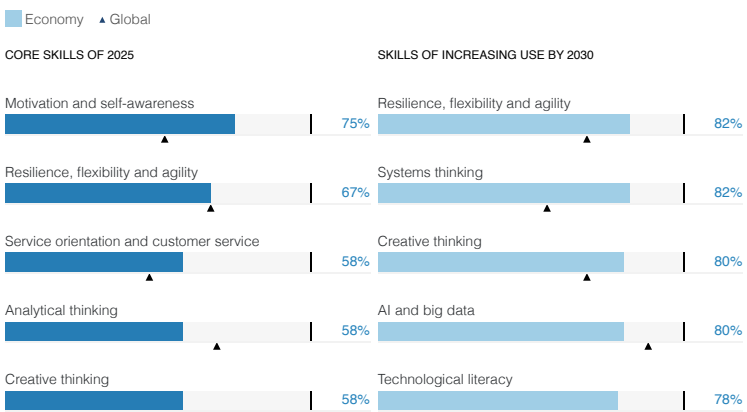 Economy Global
CORE SKILLS OF 2025
Motivation and self-awareness
75%
Resilience, flexibility and agility
67%
Service orientation and customer service
58%
Analytical thinking
58%
Creative thinking
58%
SKILLS OF INCREASING USE BY 2030
Resilience, flexibility and agility
82%
Systems thinking
82%
Creative thinking
80%
AI and big data
80%
Technological literacy
78%